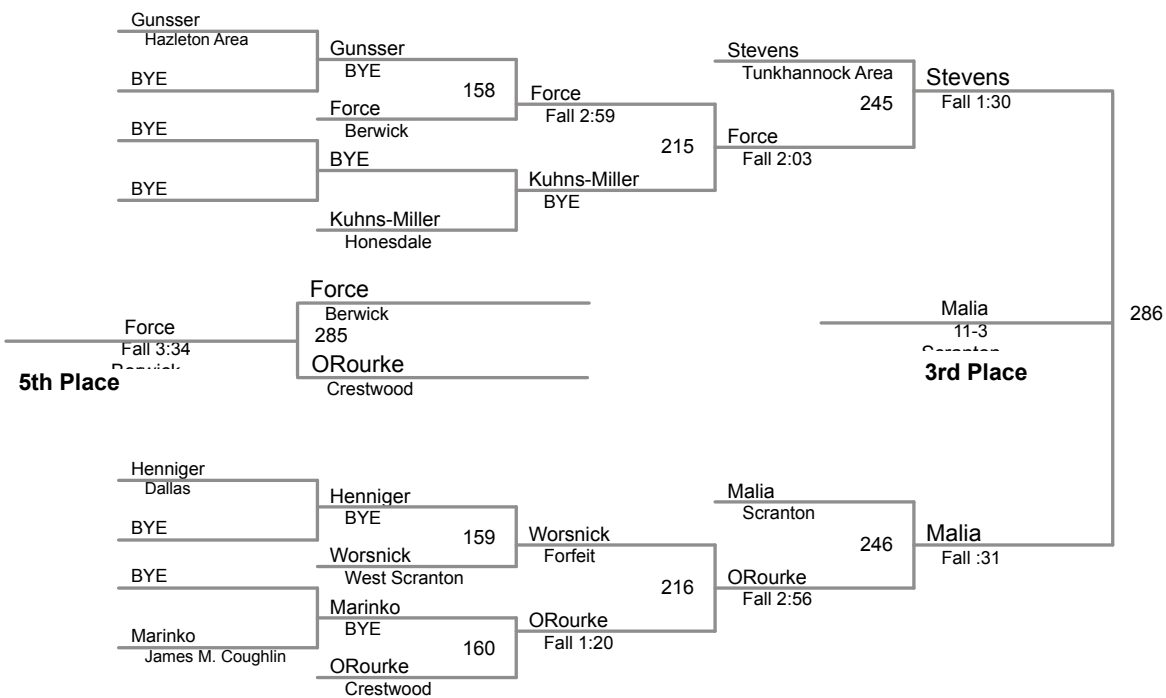 Gunsser
Hazleton Area
BYE
BYE
BYE
Gunsser
BYE
158
Force
Berwick
BYE
Kuhns-Miller
Honesdale
Force
Fall 2:59
215
Kuhns-Miller
BYE
Stevens
Tunkhannock Area
245
Force
Fall 2:03
Stevens
Fall 1:30
Force
Berwick
285
ORourke
Crestwood
Force
Fall 3:34
5th Place
Malia
11-3
3rd Place
286
Henniger
Dallas
BYE
BYE
Marinko
James M. Coughlin
Henniger
BYE
159
Worsnick
West Scranton
Marinko
BYE
160
ORourke
Crestwood
Worsnick
Forfeit
216
ORourke
Fall 1:20
Malia
Scranton
246
ORourke
Fall 2:56
Malia
Fall :31